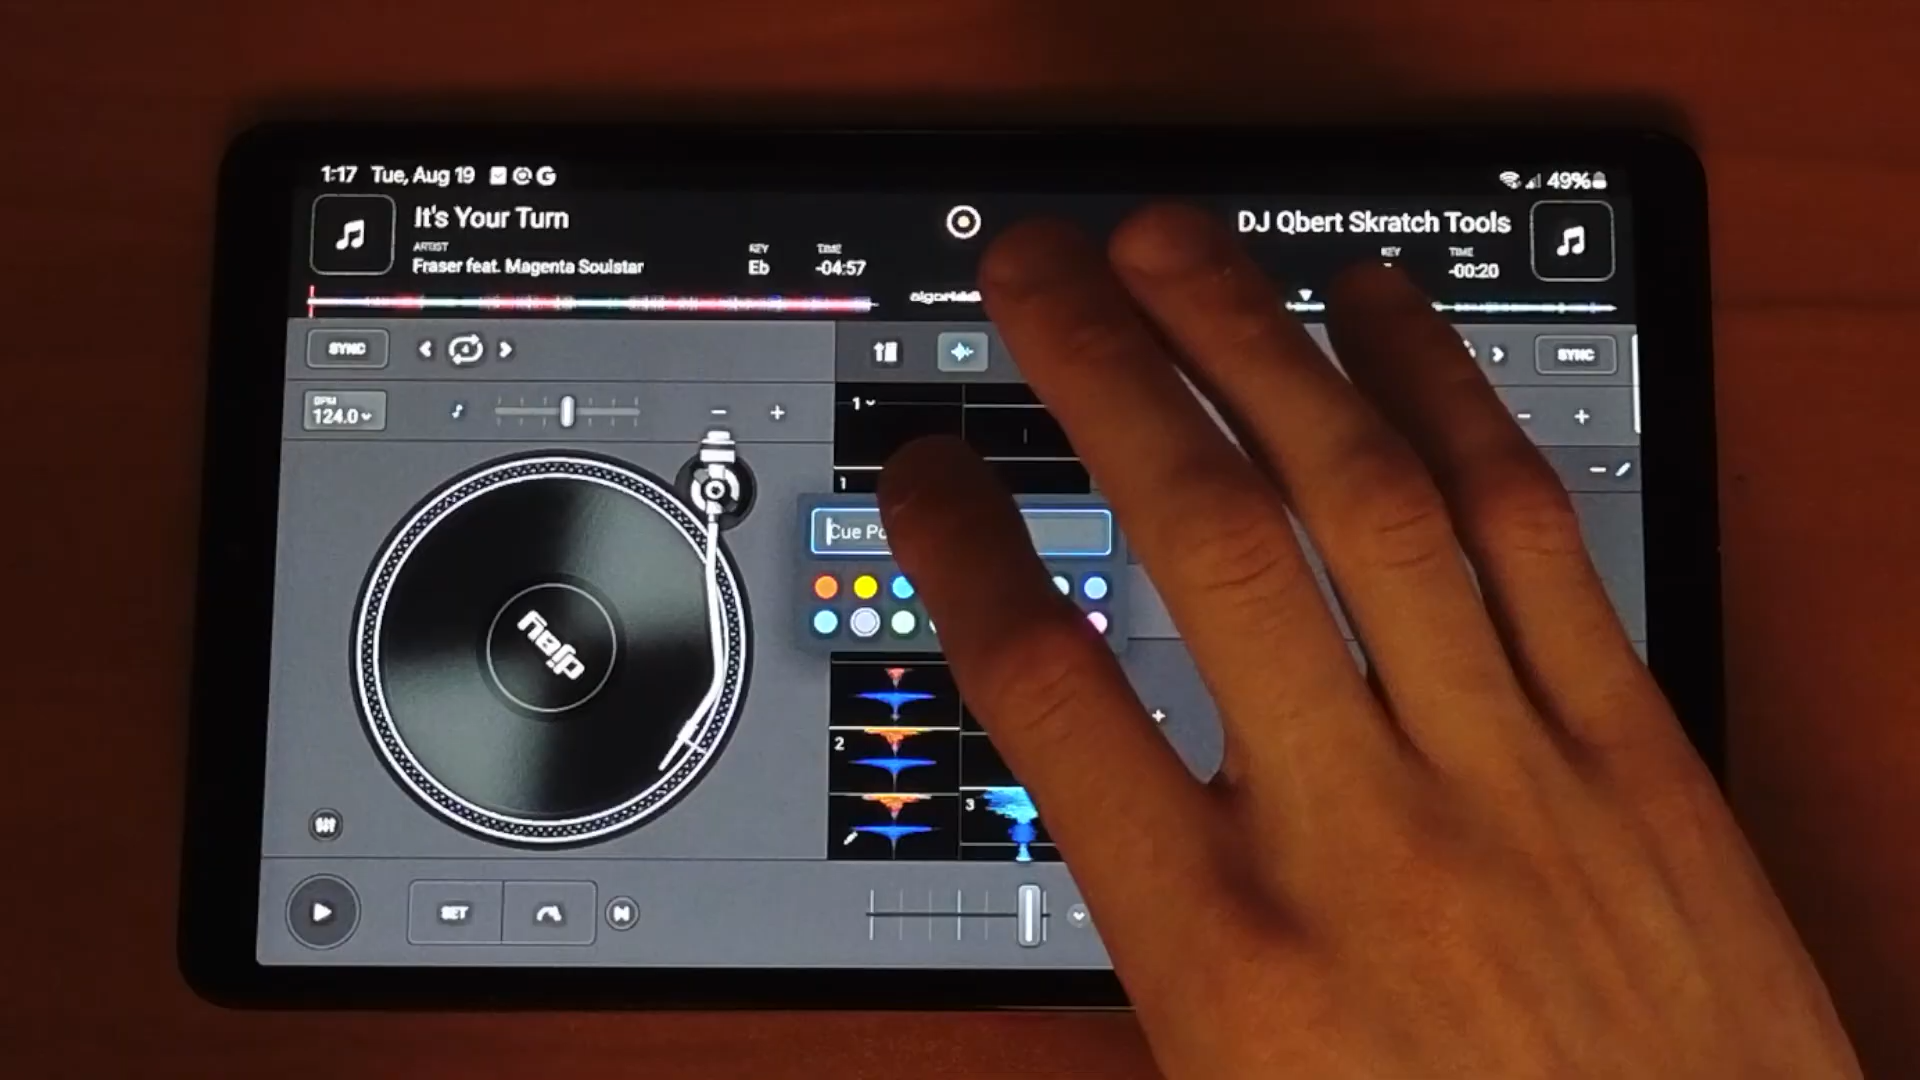 1:17 Tue, Aug 19
49%
It's Your Turn
ARTIST
Fraser feat. Magenta Soulstar
KEY
Eb
TIME
-04:57
DJ Qbert Skratch Tools
KEY
TIME
-00:20
SYNC
4
SYNC
BPM
124.0
1
1
Cue
djay
2
3
SET